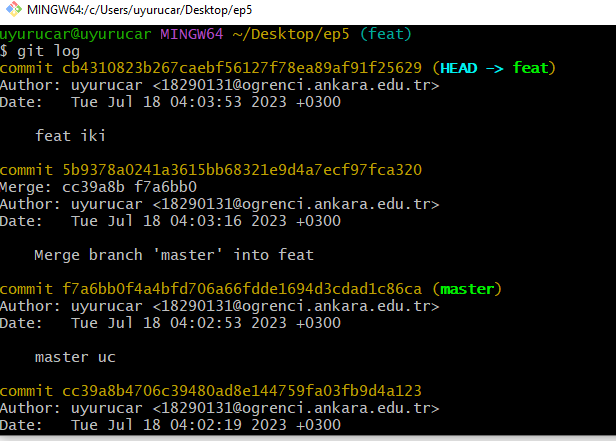 MINGW64:/c/Users/uyurucar/Desktop/ep5
uyurucar@uyurucar MINGW64 ~/Desktop/ep5 (feat)
$ git log
commit cb4310823b267caebf56127f78ea89af91f25629 (HEAD -> feat)
Author: uyurucar <18290131@ogrenci.ankara.edu.tr>
Date:   Tue Jul 18 04:03:53 2023 +0300
feat iki
commit 5b9378a0241a3615bb68321e9d4a7ecf97fca320
Merge: cc39a8b f7a6bb0
Author: uyurucar <18290131@ogrenci.ankara.edu.tr>
Date:   Tue Jul 18 04:03:16 2023 +0300
Merge branch 'master' into feat
commit f7a6bb0f4a4bfd706a66fdde1694d3cdad1c86ca (master)
Author: uyurucar <18290131@ogrenci.ankara.edu.tr>
Date:   Tue Jul 18 04:02:53 2023 +0300
master uc
commit cc39a8b4706c39480ad8e144759fa03fb9d4a123
Author: uyurucar <18290131@ogrenci.ankara.edu.tr>
Date:   Tue Jul 18 04:02:19 2023 +0300